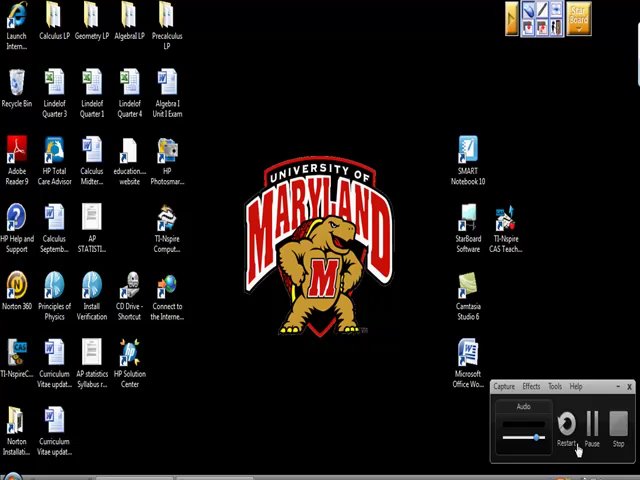 Launch
Intern...
Calculus LP
Geometry LP
Algebra LP
Precalculus
LP
Star
Board
Recycle Bin
Lindelof
Quarter 3
Lindelof
Quarter 1
Lindelof
Quarter 4
Algebra I
Unit I Exam
Adobe
Reader 9
HP Total
Care Advisor
Calculus
Midter...
education....
website
HP
Photosmar...
SMART
Notebook 10
UNIVERSITY OF
MARYLAND
M
HP Help and
Support
Calculus
Septemb...
AP
STATISTI...
TI-Nspire
Comput...
StarBoard
Software
TI-Nspire
CAS Teach...
Norton 360
Principles of
Physics
Install
Verification
CD Drive -
Shortcut
Connect to
the Interne...
Camtasia
Studio 6
TI-NspireC...
Curriculum
Vitae updat...
AP statistics
Syllabus r...
HP Solution
Center
Microsoft
Office Wo...
Norton
Installati...
Curriculum
Vitae updat...
Capture Effects Tools Help
Audio
Restart Pause Stop